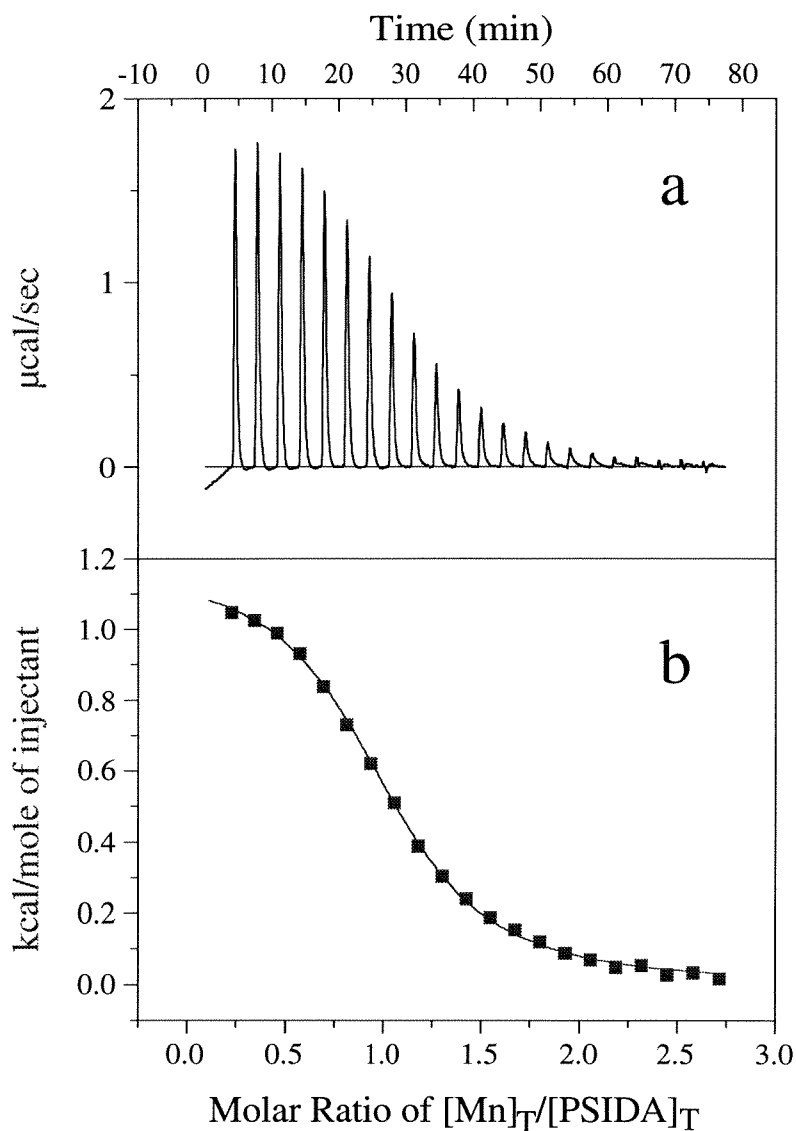 Time (min)
-10 0 10 20 30 40 50 60 70 80
2
a
1
μcal/sec
0
1.2
b
1.0
0.8
0.6
kcal/mole of injectant
0.4
0.2
0.0
0.0 0.5 1.0 1.5 2.0 2.5 3.0
Molar Ratio of [Mn]T/[PSIDA]T